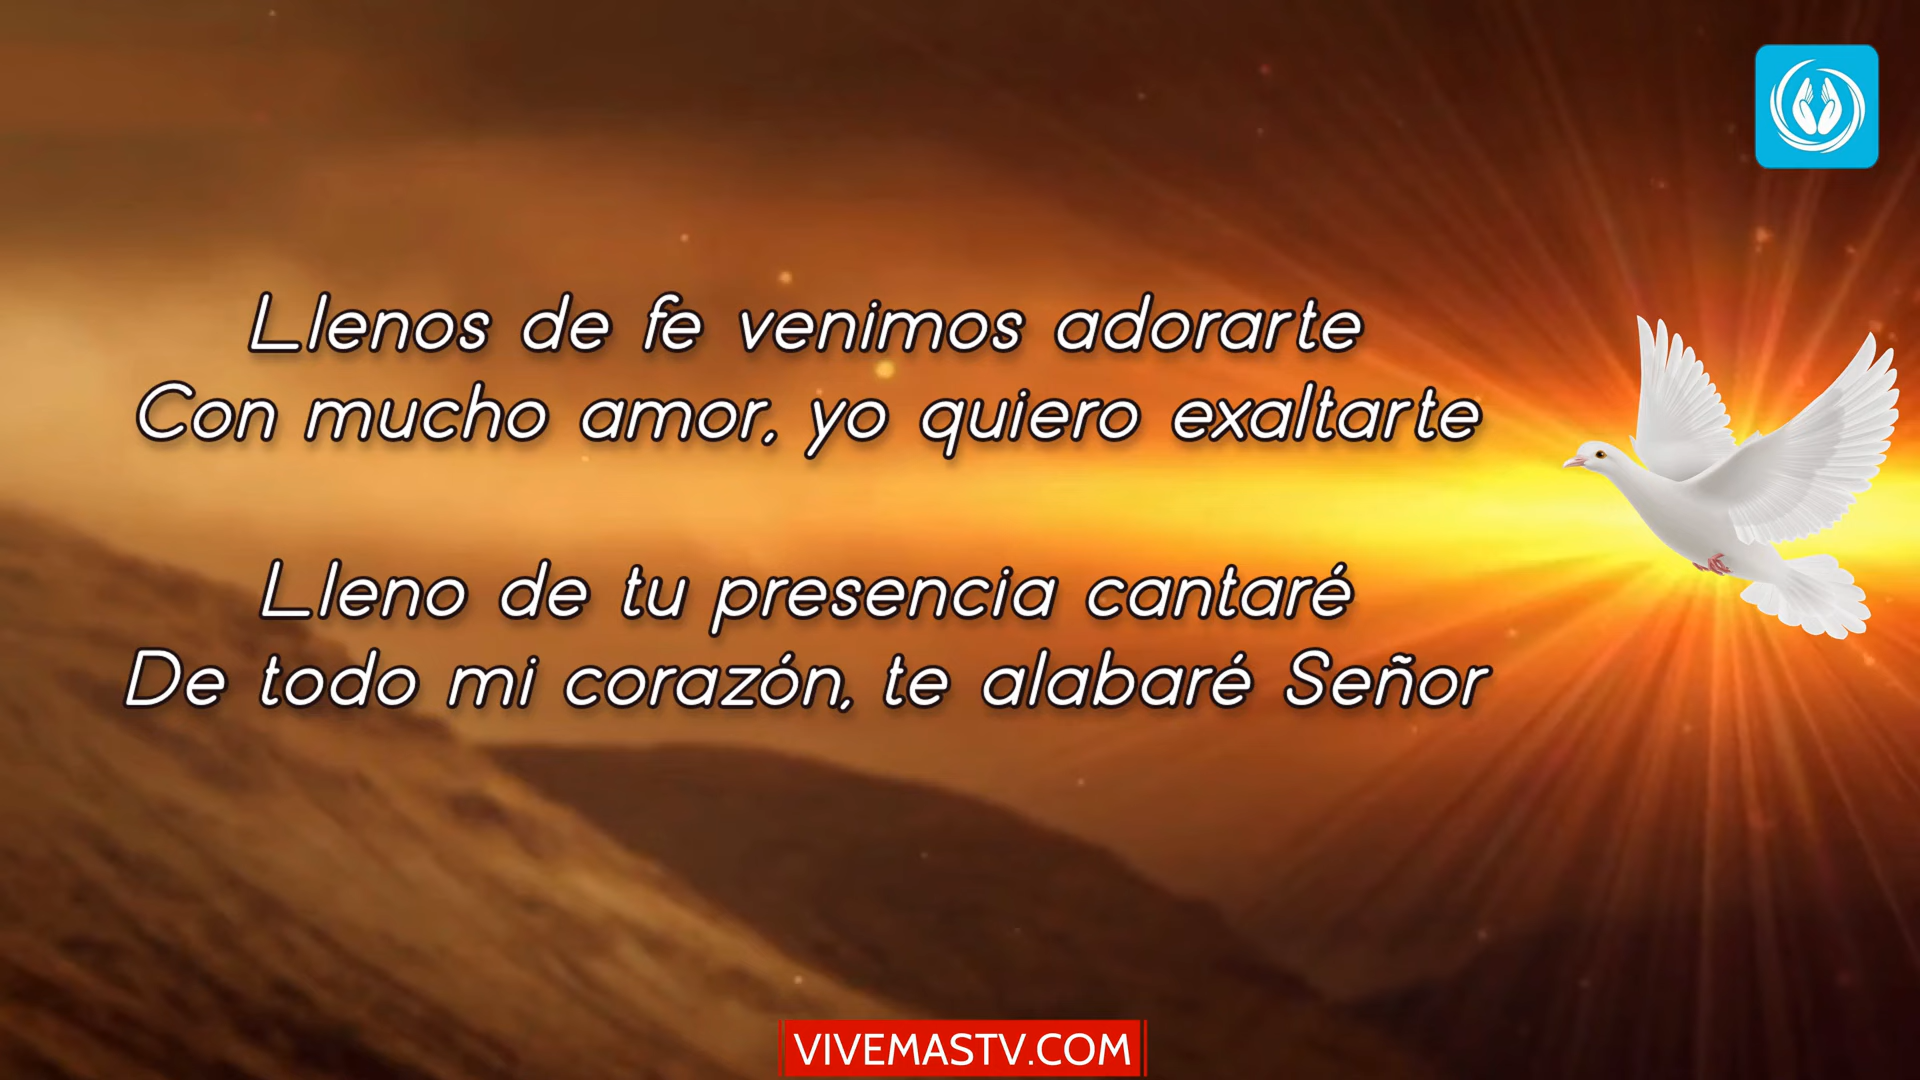 Llenos de fe venimos adorarte
Con mucho amor, yo quiero exaltarte
Lleno de tu presencia cantaré
De todo mi corazón, te alabaré Señor
VIVEMASTV.COM